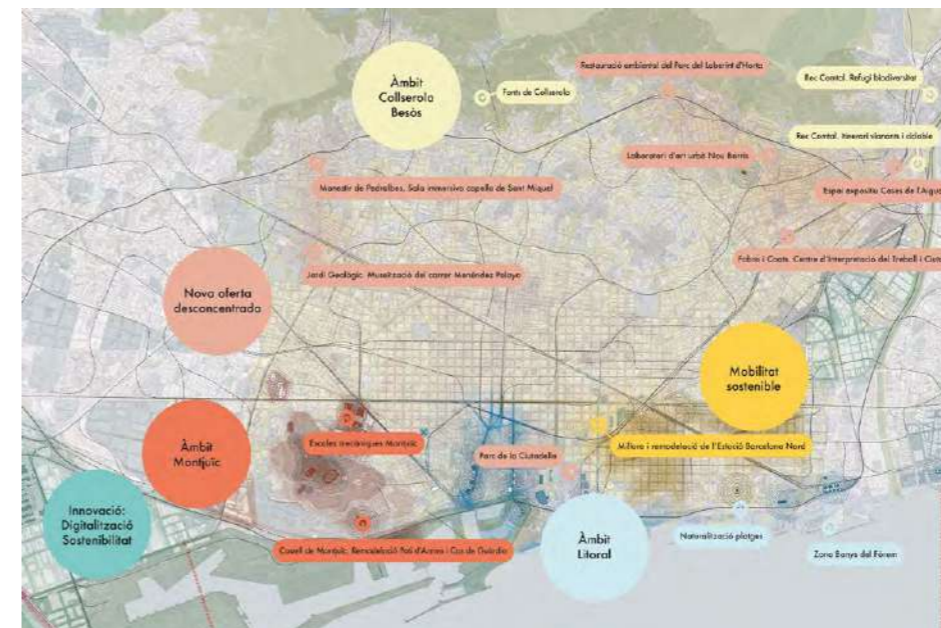 Àmbit
Collserola
Besòs
Fonts de Collserola
Restauració ambiental del Parc del Laberint d'Horta
Rec Comtal. Refugi biodiversitat
Rec Comtal. Itinerari vianants i ciclable
Laboratori d'art urbà Nou Barris
Espai expositiu Cases de l'Aigua
Monestir de Pedralbes. Sala immersiva capella de Sant Miquel
Fabra i Coats. Centre d'Interpretació del Treball i
Jardí Geològic. Museïtzació del carrer Menéndez Pelayo
Nova oferta
desconcentrada
Mobilitat
sostenible
Àmbit
Montjuïc
Escales mecàniques Montjuïc
Millora i remodelació de l'Estació Barcelona Nord
Parc de la Ciutadella
Innovació:
Digitalització
Sostenibilitat
Castell de Montjuïc. Remodelació Pati d'Armes i Cos de Guàrdia
Àmbit
Litoral
Naturalització platges
Zona Banys del Fòrum